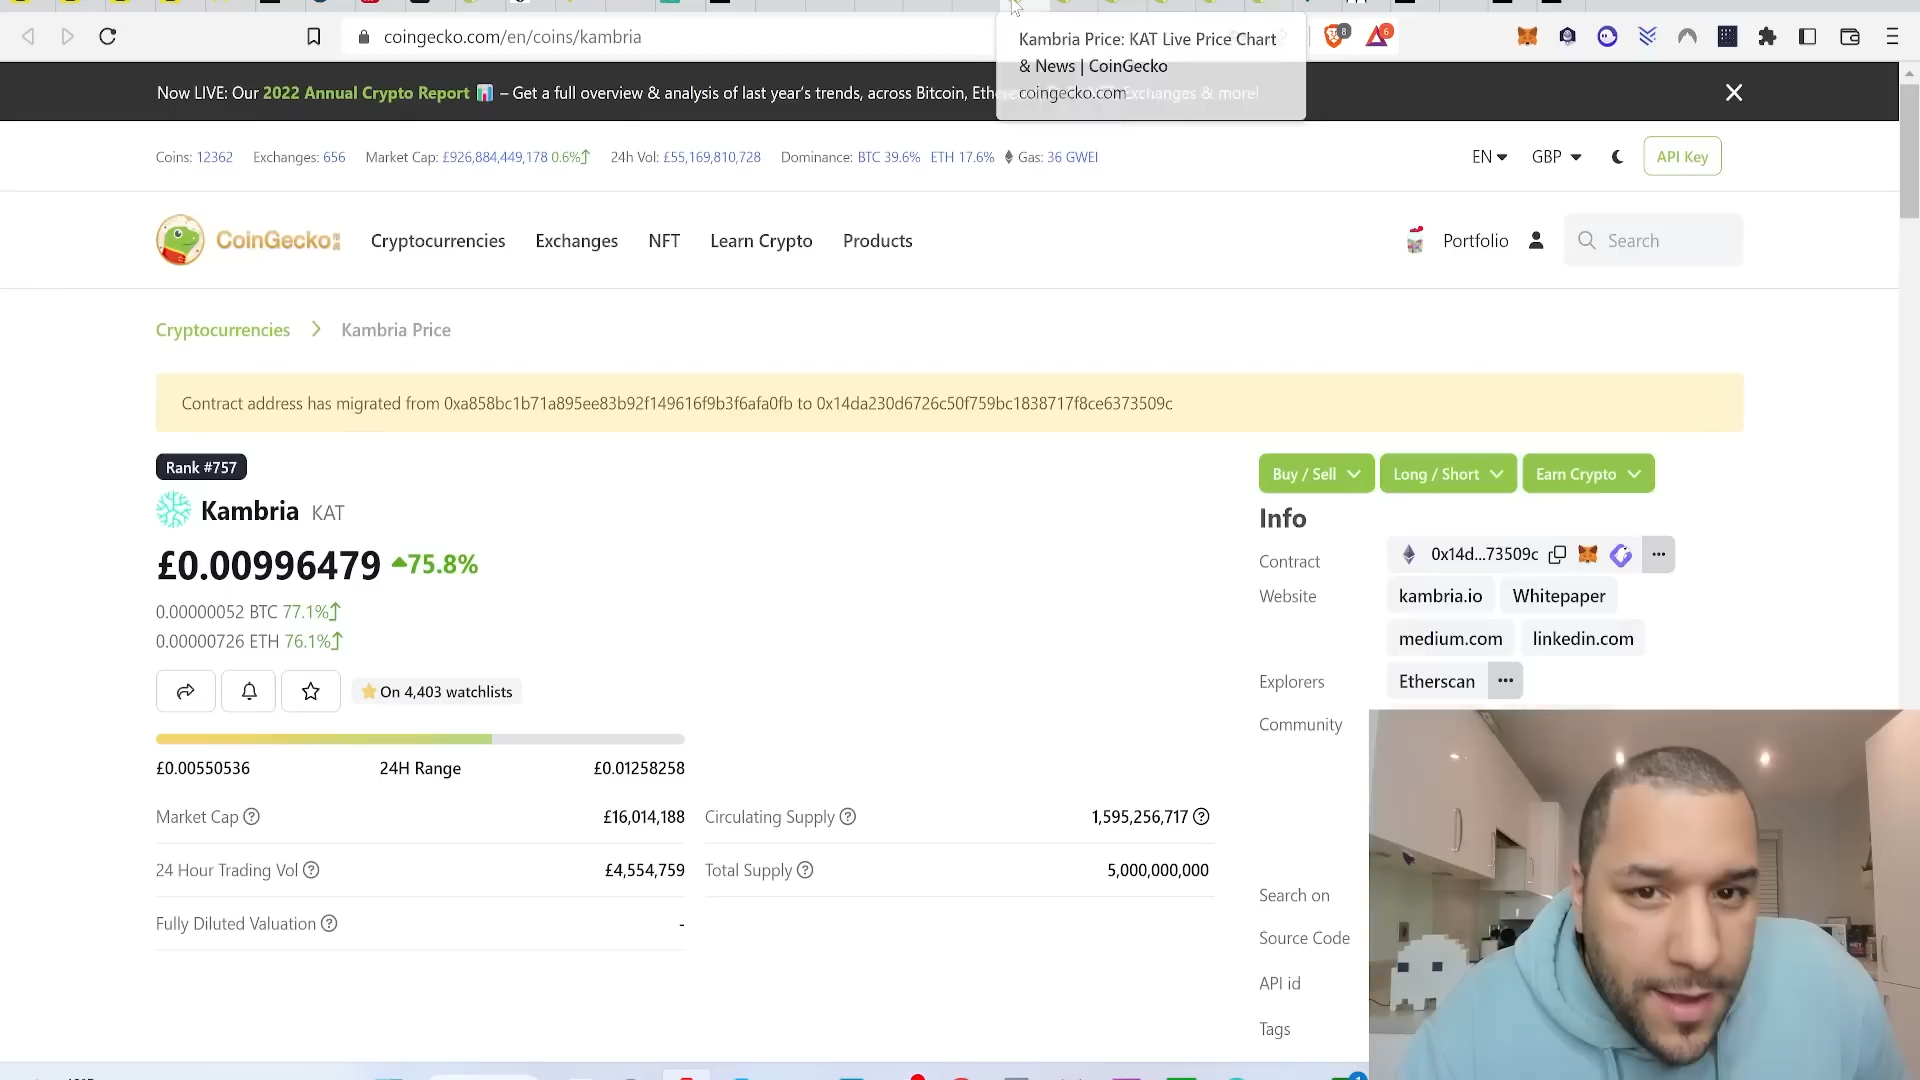 coingecko.com/en/coins/kambria
8
6
Kambria Price: KAT Live Price Chart
& News | CoinGecko
coingecko.com
Now LIVE: Our 2022 Annual Crypto Report – Get a full overview & analysis of last year's trends, across Bitcoin, Ethe Exchanges & more!
Coins: 12362 Exchanges: 656 Market Cap: £926,884,449,178 0.6% 24h Vol: £55,169,810,728 Dominance: BTC 39.6% ETH 17.6% Gas: 36 GWEI
EN GBP API Key
CoinGecko
Cryptocurrencies Exchanges NFT Learn Crypto Products
Portfolio Search
Cryptocurrencies > Kambria Price
Contract address has migrated from 0xa858bc1b71a895ee83b92f149616f9b3f6afa0fb to 0x14da230d6726c50f759bc1838717f8ce6373509c
Rank #757
Kambria KAT
£0.00996479 75.8%
0.00000052 BTC 77.1%
0.00000726 ETH 76.1%
On 4,403 watchlists
£0.00550536 24H Range £0.01258258
Market Cap £16,014,188
Circulating Supply 1,595,256,717
24 Hour Trading Vol £4,554,759
Total Supply 5,000,000,000
Fully Diluted Valuation -
Buy / Sell Long / Short Earn Crypto
Info
Contract 0x14d...73509c ...
Website kambria.io Whitepaper
medium.com linkedin.com
Explorers Etherscan ...
Community
Search on
Source Code
API id
Tags